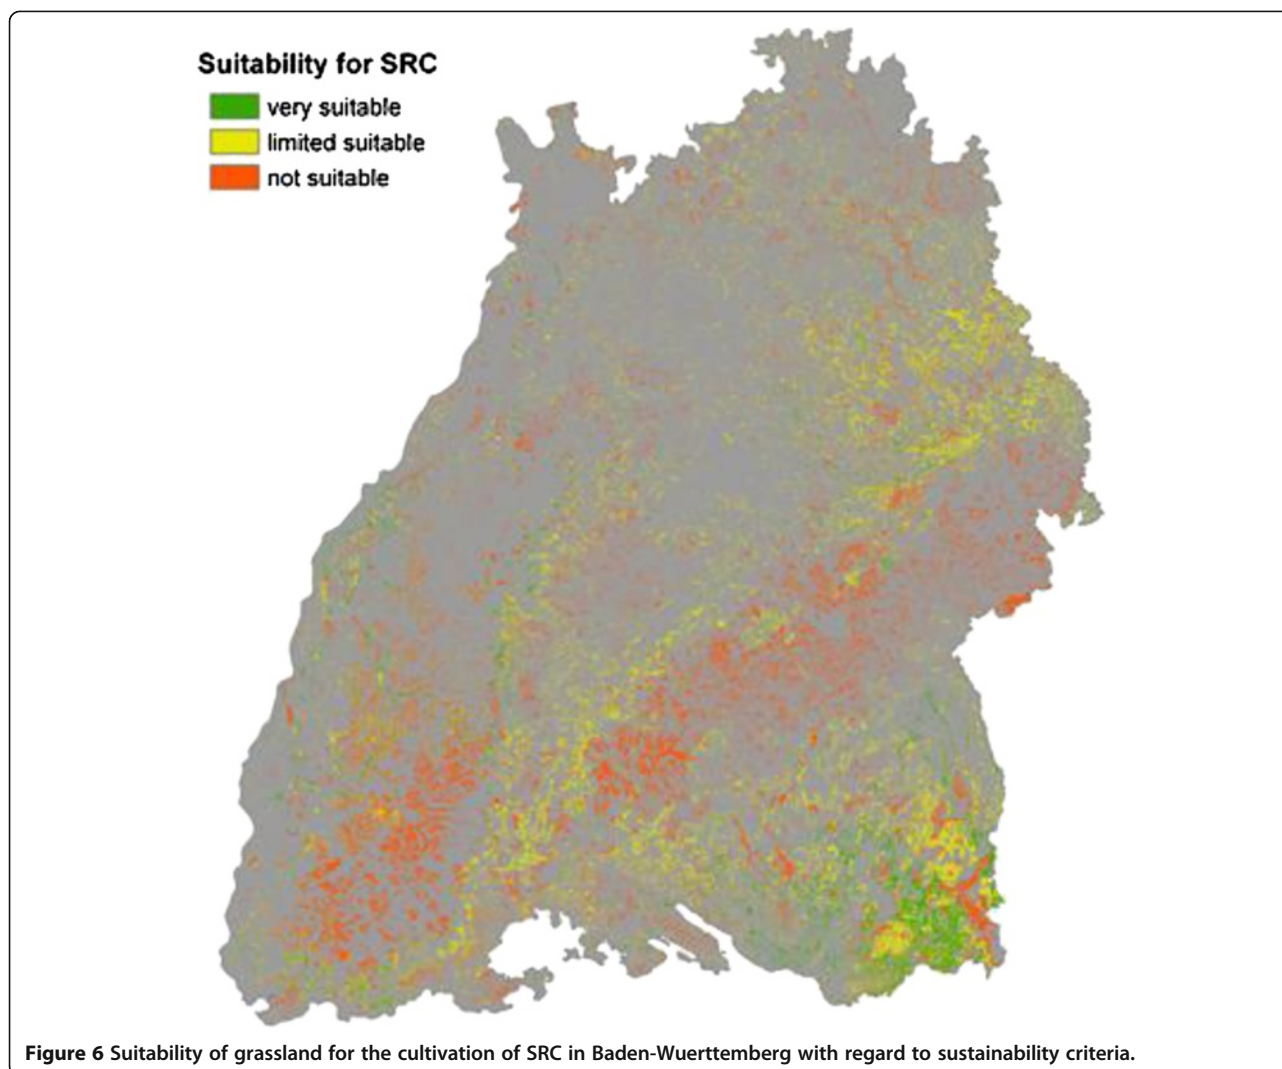 Suitability for SRC
very suitable
limited suitable
not suitable
Figure 6 Suitability of grassland for the cultivation of SRC in Baden-Wuerttemberg with regard to sustainability criteria.